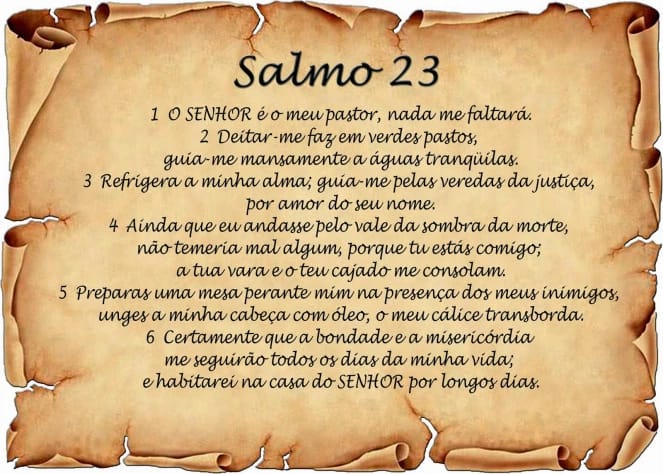 Salmo 23
1 O SENHOR é o meu pastor, nada me faltará.
2 Deitar-me faz em verdes pastos,
guia-me mansamente a águas tranqüilas.
3 Refrigera a minha alma; guia-me pelas veredas da justiça,
por amor do seu nome.
4 Ainda que eu andasse pelo vale da sombra da morte,
não temeria mal algum, porque tu estás comigo;
a tua vara e o teu cajado me consolam.
5 Preparas uma mesa perante mim na presença dos meus inimigos,
unges a minha cabeça com óleo, o meu cálice transborda.
6 Certamente que a bondade e a misericórdia
me seguirão todos os dias da minha vida;
e habitarei na casa do SENHOR por longos dias.